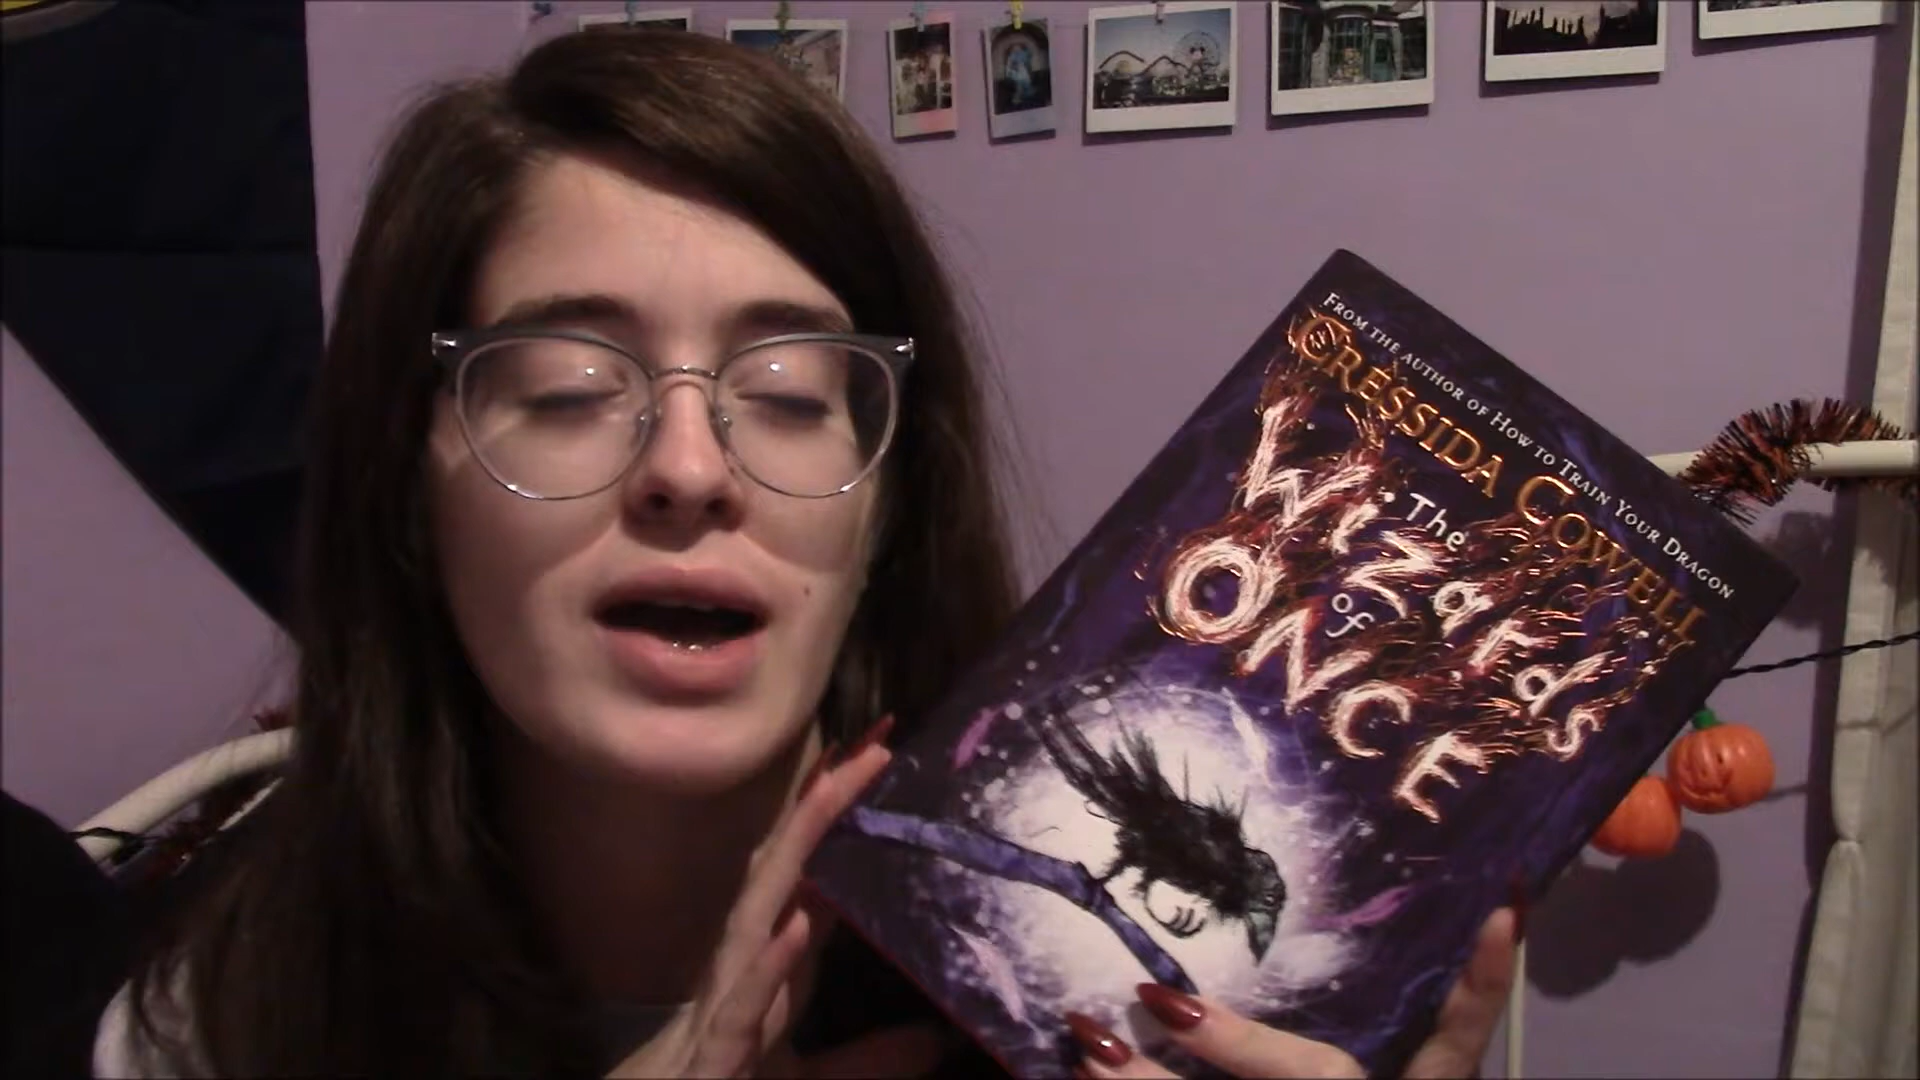 FROM THE AUTHOR OF HOW TO TRAIN YOUR DRAGON
CRESSIDA COWELL
The
Wizards
of
ONCE